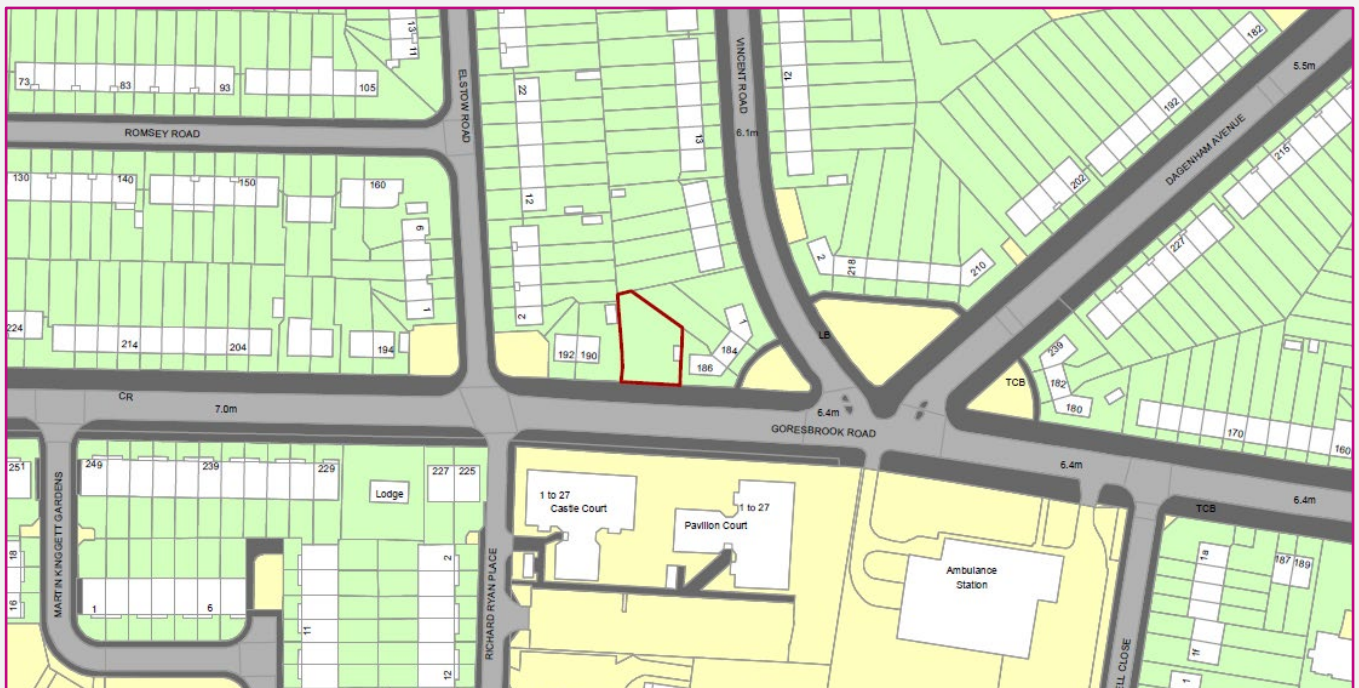 13
11
182
5.5m
73
83
93
105
ELSTOW ROAD
22
VINCENT ROAD
12
192
ROMSEY ROAD
13
6.1m
215
DAGENHAM AVENUE
130
140
150
160
12
202
6
227
2
218
210
1
2
224
214
204
194
192 190
1
184
186
LB
239
TCB
182
180
CR
7.0m
6.4m
GORESBROOK ROAD
170
160
6.4m
6.4m
TCB
251
249
239
229
227 225
Lodge
1 to 27
Castle Court
1 to 27
Pavilion Court
Ambulance
Station
MARTIN KINGGETT GARDENS
RICHARD RYAN PLACE
18
16
1
6
2
11
12
1a
187 189
1f
ELL CLOSE
1